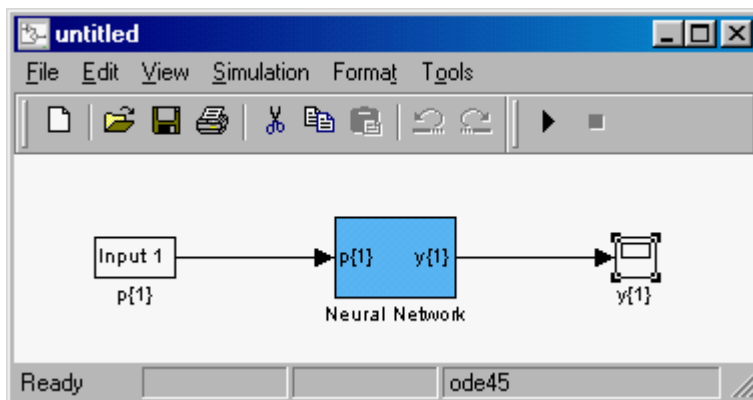 untitled
File Edit View Simulation Format Tools
Input 1
p{1}
p{1} y{1}
Neural Network
y{1}
Ready ode45